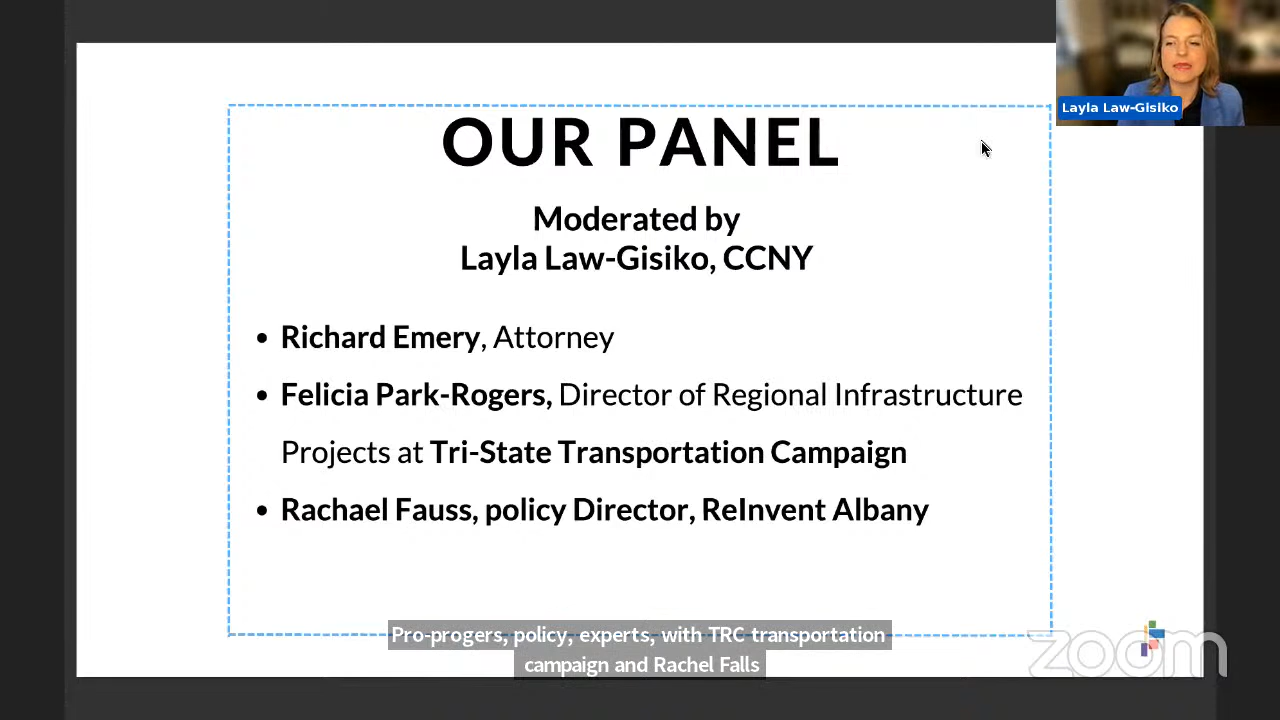 Layla Law-Gisiko
OUR PANEL
Moderated by
Layla Law-Gisiko, CCNY
• Richard Emery, Attorney
• Felicia Park-Rogers, Director of Regional Infrastructure
Projects at Tri-State Transportation Campaign
• Rachael Fauss, policy Director, ReInvent Albany
Pro-progers, policy, experts, with TRC transportation
campaign and Rachel Falls
zoom